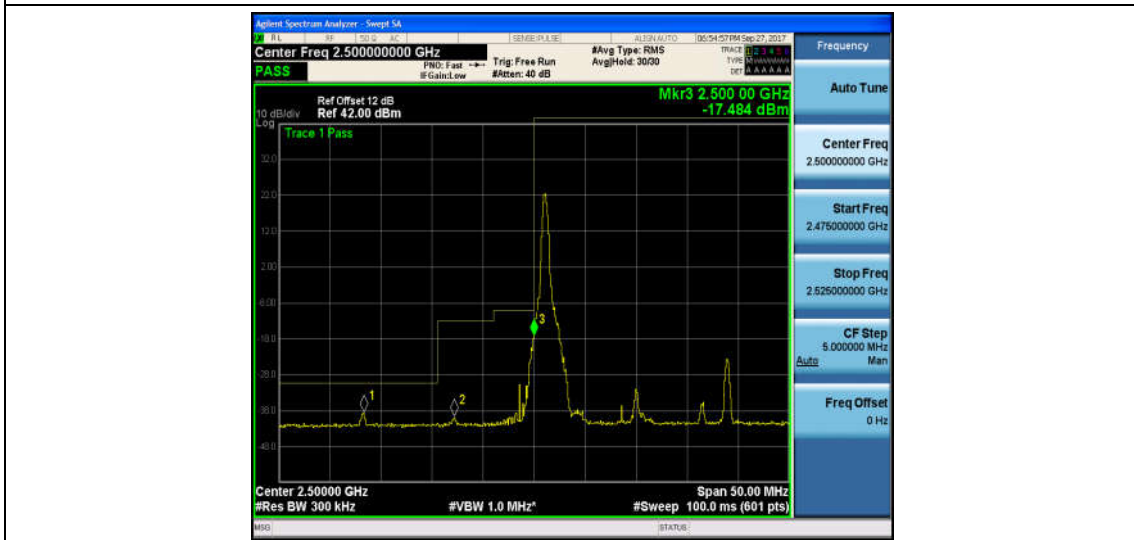 Agilent Spectrum Analyzer - Swept SA
RL RF 50 Ω AC SENSE:PULSE ALIGN AUTO 06:54:57 PM Sep 27, 2017
Center Freq 2.500000000 GHz
PNO: Fast
IFGain:Low
Trig: Free Run
#Atten: 40 dB
#Avg Type: RMS
Avg|Hold: 30/30
TRACE 1 2 3 4 5 6
TYPE M
DET A A A A A A
PASS
Mkr3 2.500 00 GHz
-17.484 dBm
Ref Offset 12 dB
10 dB/div Ref 42.00 dBm
Log
Trace 1 Pass
32.0
22.0
12.0
2.00
-8.00
-18.0
-28.0
-38.0
-48.0
1
2
3
Center 2.50000 GHz Span 50.00 MHz
#Res BW 300 kHz #VBW 1.0 MHz* #Sweep 100.0 ms (601 pts)
MSG STATUS
Frequency
Auto Tune
Center Freq
2.500000000 GHz
Start Freq
2.475000000 GHz
Stop Freq
2.525000000 GHz
CF Step
5.000000 MHz
Auto Man
Freq Offset
0 Hz